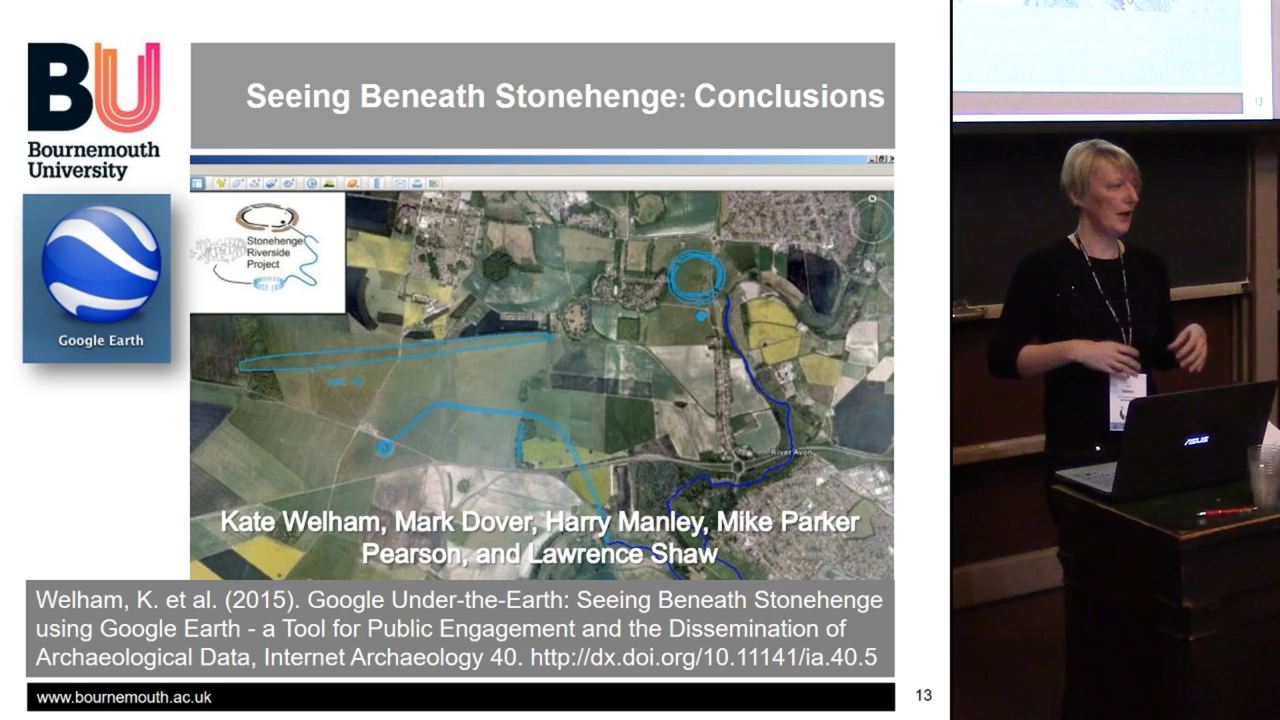 BU
Bournemouth
University
Seeing Beneath Stonehenge: Conclusions
Stonehenge
Riverside
Project
Google Earth
River Avon
Kate Welham, Mark Dover, Harry Manley, Mike Parker
Pearson, and Lawrence Shaw
Welham, K. et al. (2015). Google Under-the-Earth: Seeing Beneath Stonehenge
using Google Earth - a Tool for Public Engagement and the Dissemination of
Archaeological Data, Internet Archaeology 40. http://dx.doi.org/10.11141/ia.40.5
www.bournemouth.ac.uk
13
13
ASUS